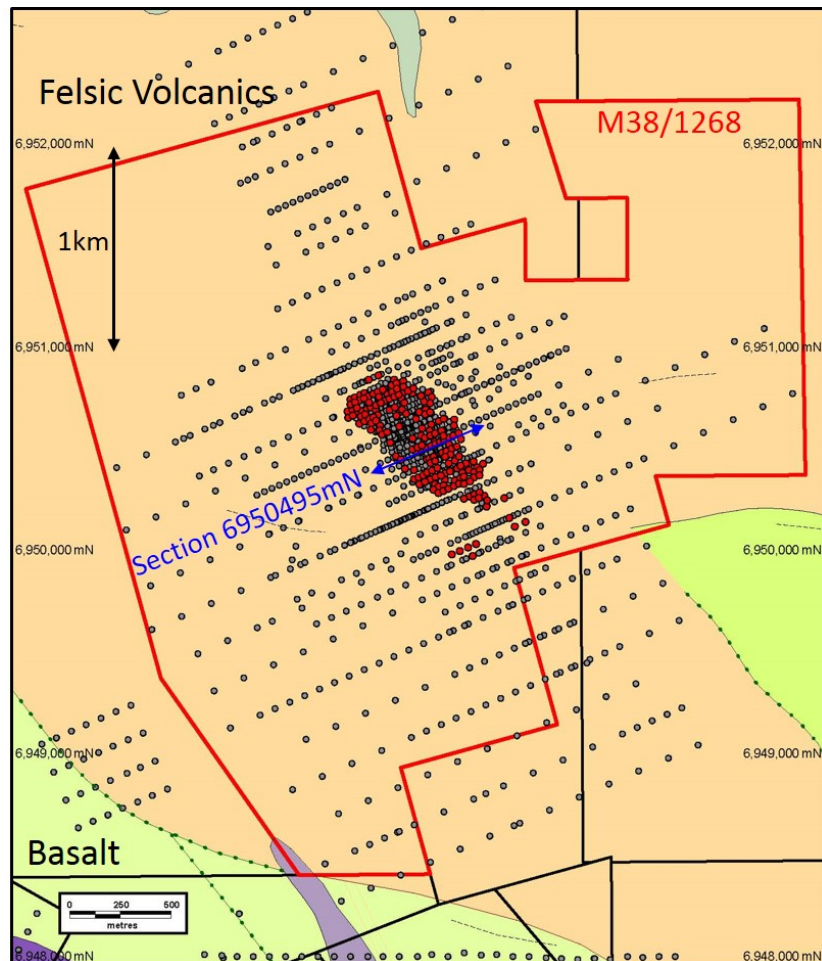 Felsic Volcanics
M38/1268
6,952,000 mN
6,952,000 mN
1km
6,951,000 mN
6,951,000 mN
Section 6950495mN
6,950,000 mN
6,950,000 mN
6,949,000 mN
6,949,000 mN
Basalt
0 250 500
metres
6,948,000 mN
6,948,000 mN